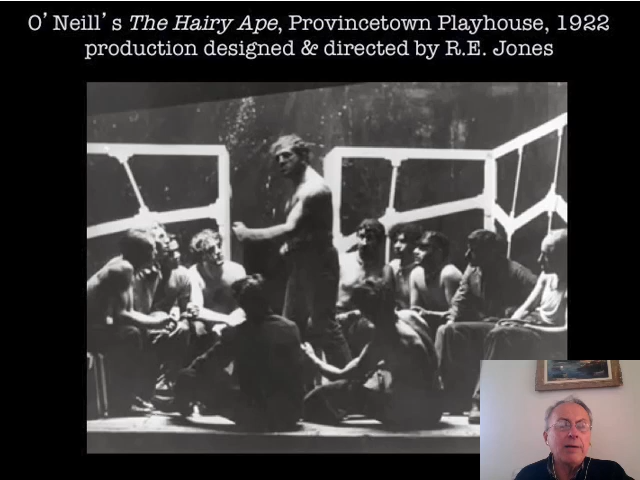 O'Neill's The Hairy Ape, Provincetown Playhouse, 1922
production designed & directed by R.E. Jones